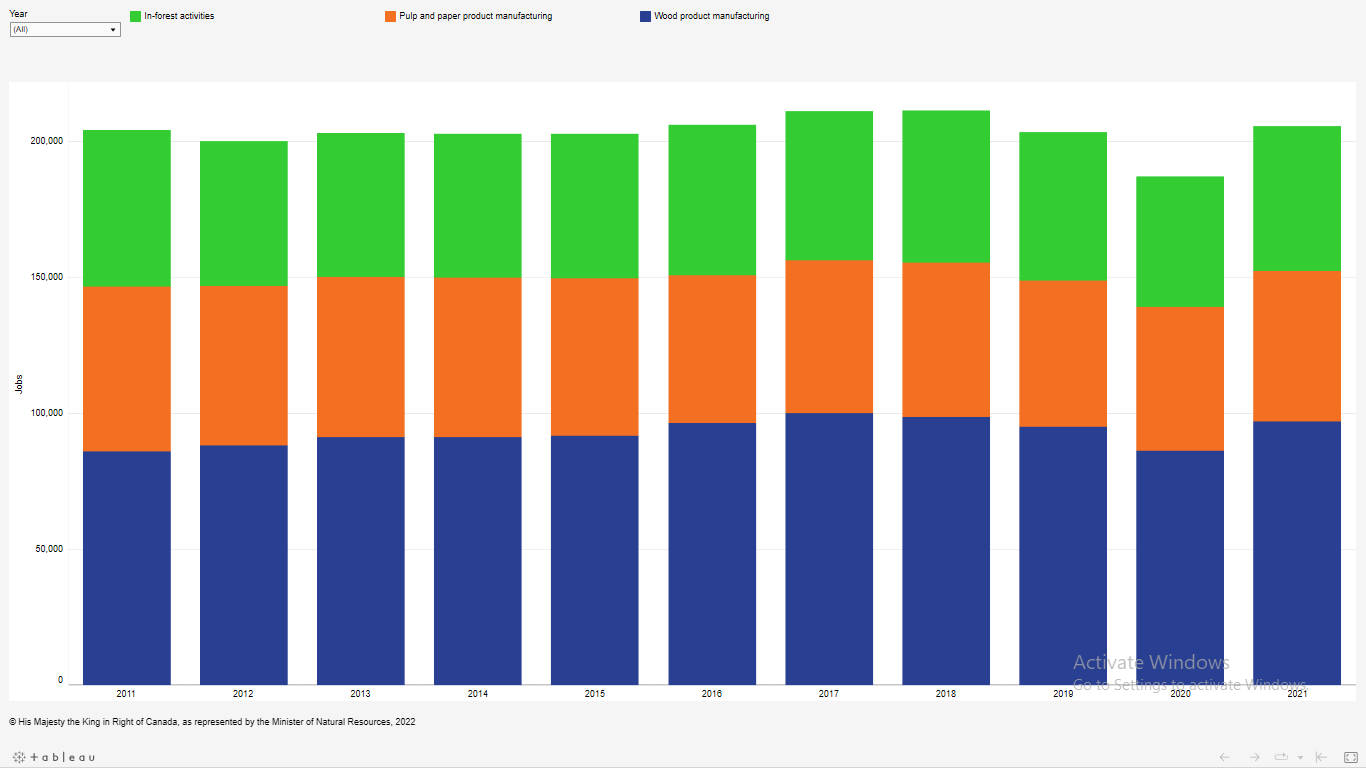 Year
(All)
In-forest activities
Pulp and paper product manufacturing
Wood product manufacturing
200,000
150,000
100,000
50,000
0
Jobs
2011 2012 2013 2014 2015 2016 2017 2018 2019 2020 2021
Activate Windows
Go to Settings to activate Windows.
© His Majesty the King in Right of Canada, as represented by the Minister of Natural Resources, 2022
+ableau